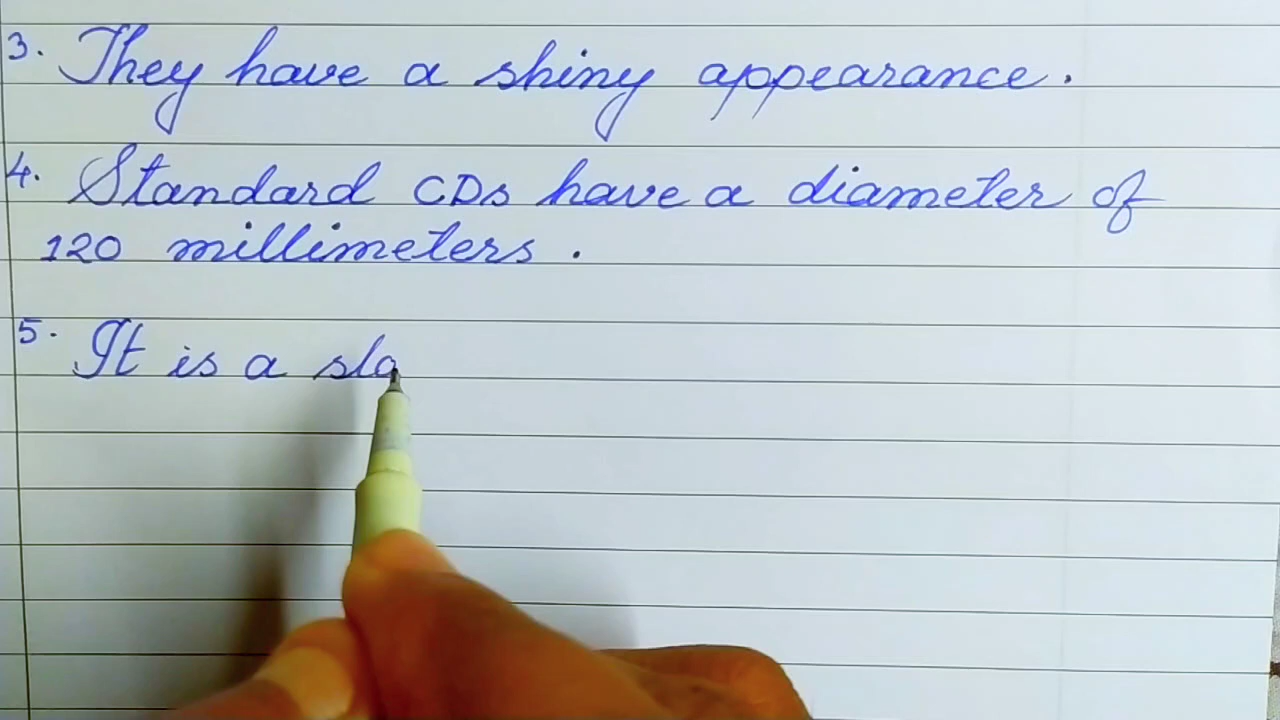 3. They have a shiny appearance.
4. Standard CDs have a diameter of
120 millimeters.
5. It is a